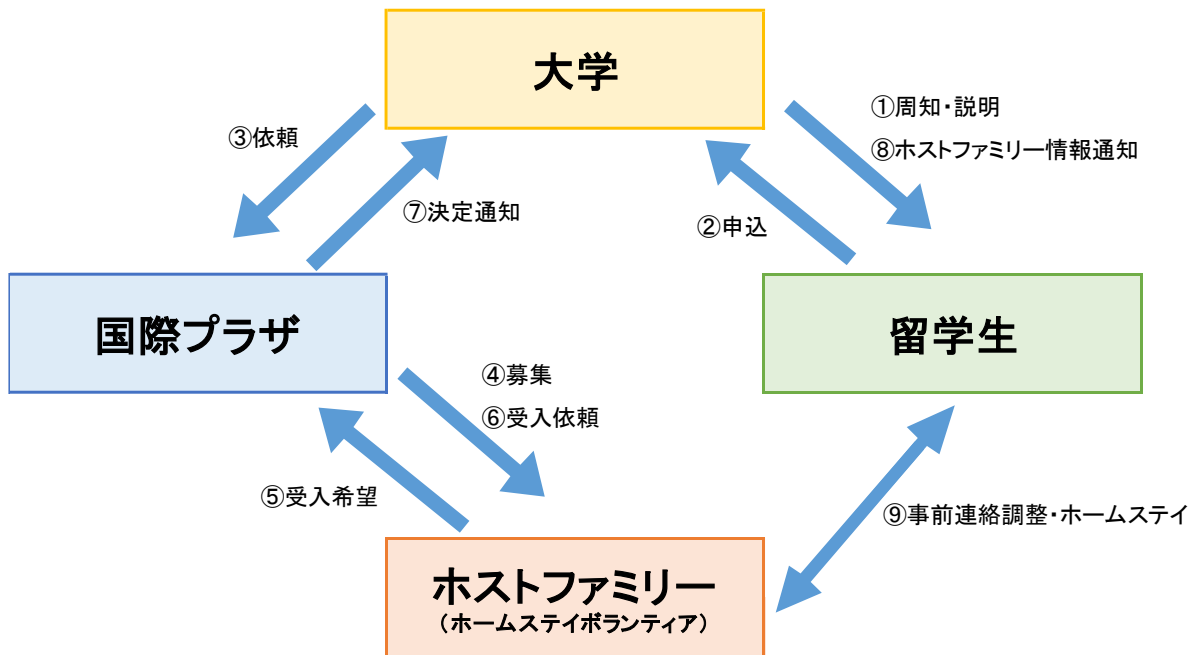 大学
①周知・説明
⑧ホストファミリー情報通知
③依頼
⑦決定通知
②申込
国際プラザ
留学生
④募集
⑥受入依頼
⑤受入希望
⑨事前連絡調整・ホームステイ
ホストファミリー
（ホームステイボランティア）